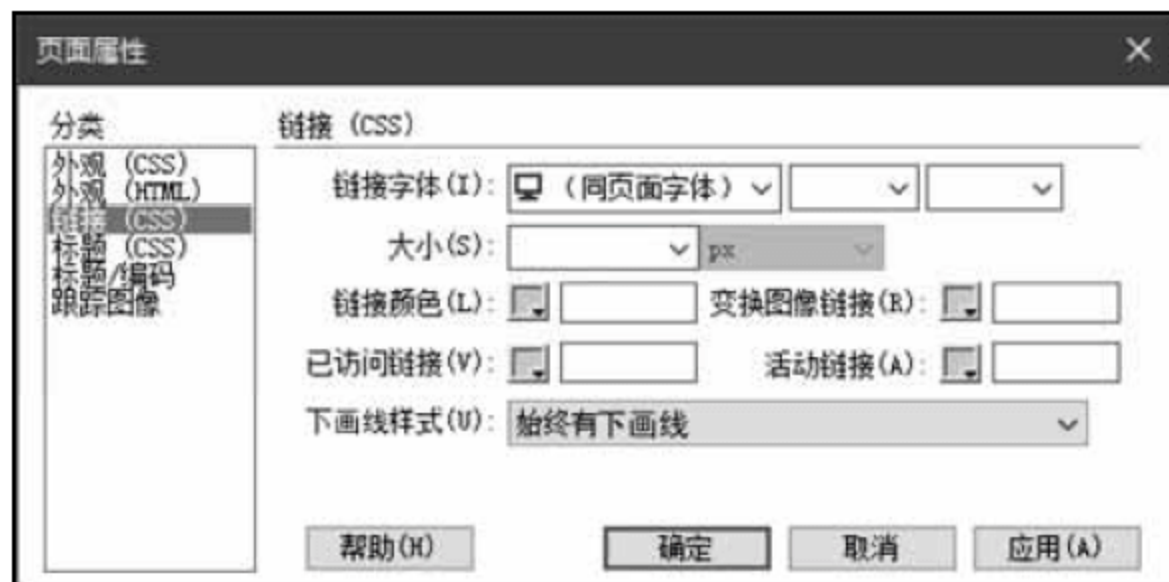 页面属性
分类
外观 (CSS)
外观 (HTML)
链接 (CSS)
标题 (CSS)
标题/编码
跟踪图像
链接 (CSS)
链接字体(I): (同页面字体)
大小(S): px
链接颜色(L): 变换图像链接(R):
已访问链接(V): 活动链接(A):
下画线样式(U): 始终有下画线
帮助(H) 确定 取消 应用(A)